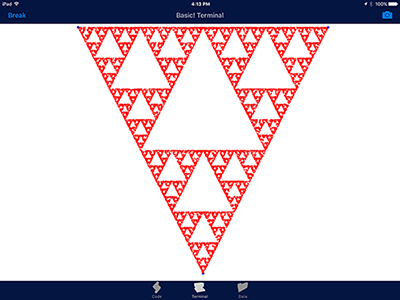 iPad 4:13 PM 100%
Break Basic! Terminal
Code Terminal Data